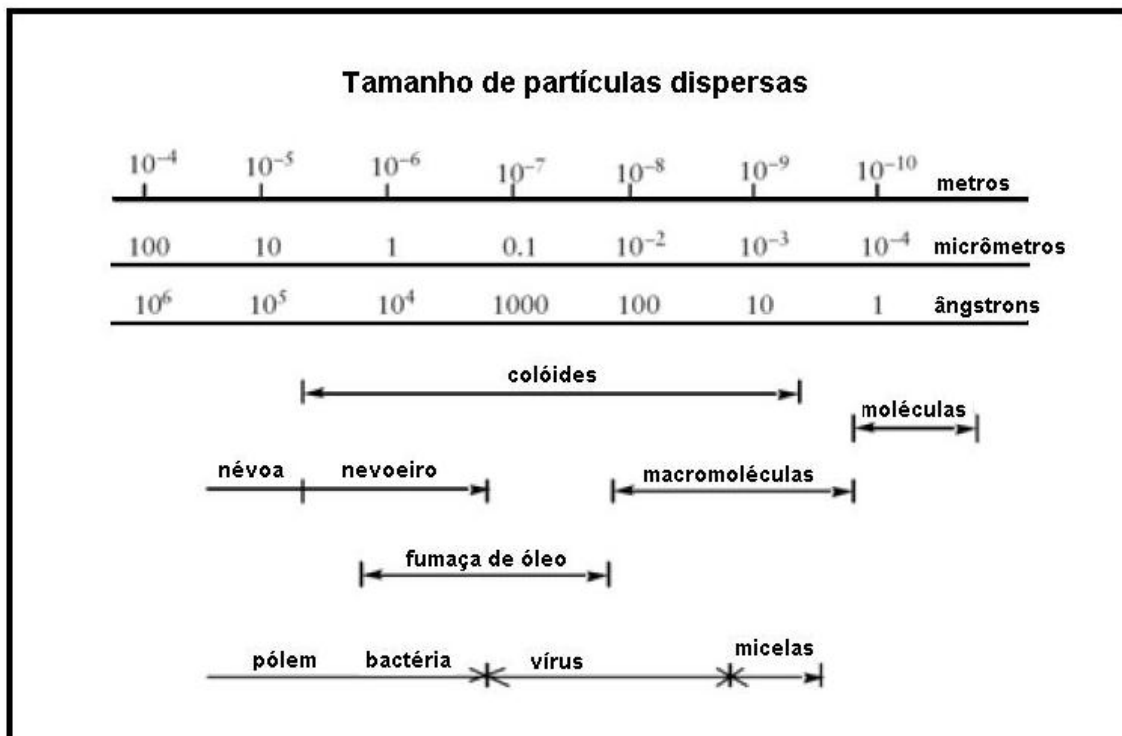 Tamanho de partículas dispersas
10⁻⁴ 10⁻⁵ 10⁻⁶ 10⁻⁷ 10⁻⁸ 10⁻⁹ 10⁻¹⁰ metros
100 10 1 0.1 10⁻² 10⁻³ 10⁻⁴ micrômetros
10⁶ 10⁵ 10⁴ 1000 100 10 1 ângstrons
colóides
moléculas
névoa nevoeiro macromoléculas
fumaça de óleo
pólem bactéria vírus micelas